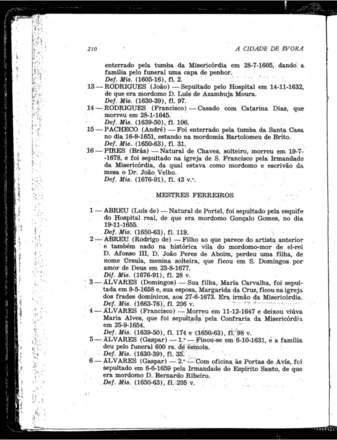 210
A CIDADE DE EVORA
enterrado pela tumba da Misericórdia em 28-7-1605, dando a
família pelo funeral uma capa de penhor.
Def. Mis. (1605-16), fl. 2.
13 — RODRIGUES (João) — Sepultado pelo Hospital em 14-11-1632,
de que era mordomo D. Luís de Azambuja Moura.
Def. Mis. (1630-39), fl. 97.
14 — RODRIGUES (Francisco) — Casado com Catarina Dias, que
morreu em 28-1-1645.
Def. Mis. (1639-50), fl. 106.
15 — PACHECO (André) — Foi enterrado pela tumba da Santa Casa
no dia 16-9-1651, estando na mordomia Bartolomeu de Brito.
Def. Mis. (1650-63), fl. 31.
16 — PIRES (Brás) — Natural de Chaves, solteiro, morreu em 19-7-
-1678, e foi sepultado na igreja de S. Francisco pela Irmandade
da Misericórdia, da qual estava como mordomo e escrivão da
mesa o Dr. João Velho.
Def. Mis. (1676-91), fl. 43 v.º.
MESTRES FERREIROS
1 — ABREU (Luís de) — Natural de Portel, foi sepultado pela esquife
do Hospital real, de que era mordomo Gonçalo Gomes, no dia
19-11-1655.
Def. Mis. (1650-63), fl. 119.
2 — ABREU (Rodrigo de) — Filho ao que parece do artista anterior
e também nado na histórica vila do mordomo-mor de el-rei
D. Afonso III, D. João Peres de Aboim, perdeu uma filha, de
nome Ursula, menina solteira, que ficou em S. Domingos por
amor de Deus em 23-8-1677.
Dif. Mis. (1676-91), fl. 28 v.
3 — ÁLVARES (Domingos) — Sua filha, Maria Carvalha, foi sepul-
tada em 9-5-1658 e, sua esposa, Margarida da Cruz, ficou na igreja
dos frades domínicos, aos 27-6-1673. Era irmão da Misericórdia.
Def. Mis. (1663-76), fl. 206 v.
4 — ÁLVARES (Francisco) — Morreu em 11-12-1647 e deixou viúva
Maria Alves, que foi sepultada pela Confraria da Misericórdia
em 25-9-1654.
Def. Mis. (1639-50), fl. 174 e (1650-63), fl. 98 v.
5 — ÁLVARES (Gaspar) — 1.º — Finou-se em 6-10-1631, e a família
deu pelo funeral 600 rs. de esmola.
Def. Mis. (1630-39), fl. 35.
6 — ÁLVARES (Gaspar) — 2.º — Com oficina às Portas de Avis, foi
sepultado em 6-6-1659 pela Irmandade do Espírito Santo, de que
era mordomo D. Bernardo Ribeiro.
Def. Mis. (1650-63), fl. 205 v.